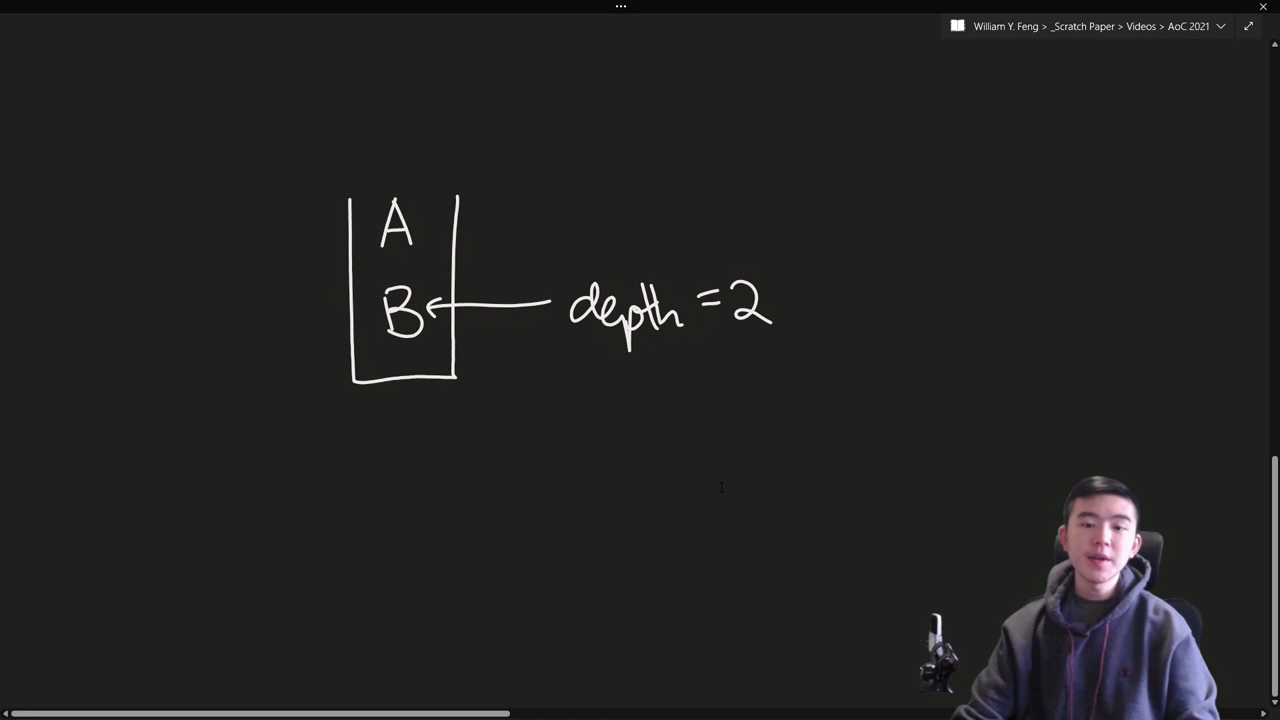 William Y. Feng > _Scratch Paper > Videos > AoC 2021
A
B ← depth = 2